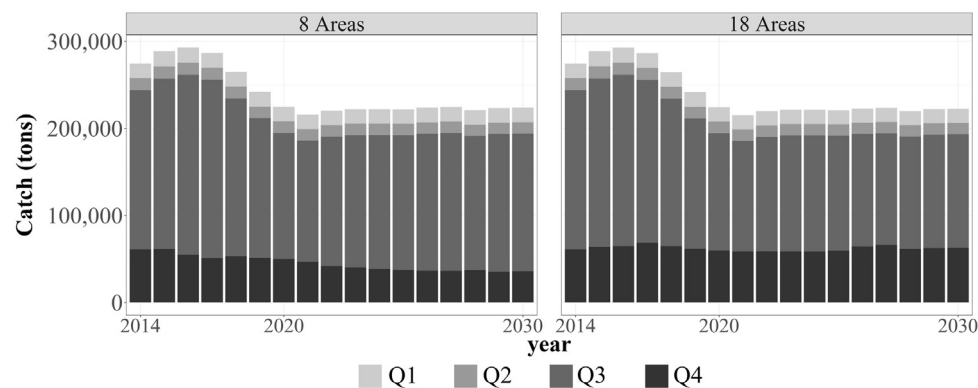 8 Areas
18 Areas
Catch (tons)
300,000
200,000
100,000
0
2014
2020
2030
2014
2020
2030
year
Q1
Q2
Q3
Q4